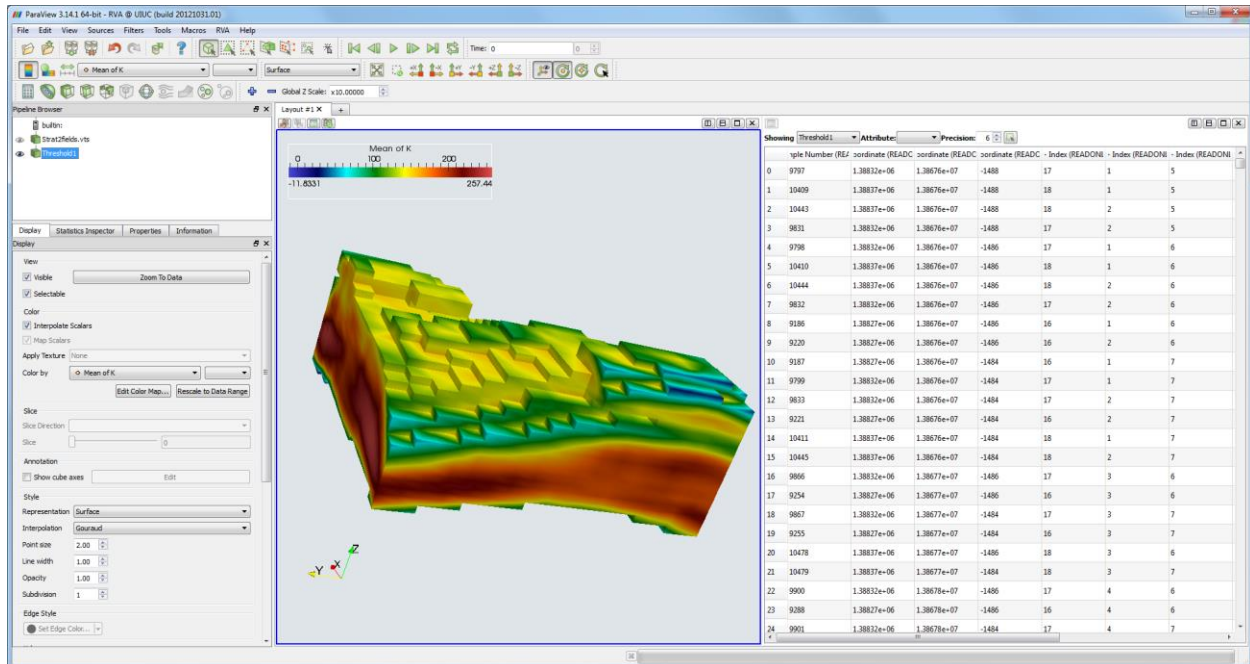 ParaView 3.14.1 64-bit - RVA @ UIUC (build 20121031.01)
File Edit View Sources Filters Tools Macros RVA Help
Time: 0 0
Mean of K Surface
Global Z Scale: x10.00000
Pipeline Browser
builtin:
Strat2fields.vts
Threshold1
Display Statistics Inspector Properties Information
Display
View
Visible Zoom To Data
Selectable
Color
Interpolate Scalars
Map Scalars
Apply Texture None
Color by Mean of K
Edit Color Map... Rescale to Data Range
Slice
Slice Direction
Slice 0
Annotation
Show cube axes Edit
Style
Representation Surface
Interpolation Gouraud
Point size 2.00
Line width 1.00
Opacity 1.00
Subdivision 1
Edge Style
Set Edge Color...
Layout #1 X +
Mean of K
0 100 200
-11.8331 257.44
Z
Y X
Showing Threshold1 Attribute: Precision: 6
nple Number (REA oordinate (READC oordinate (READC oordinate (READC - Index (READONI - Index (READONI - Index (READONI
0 9797 1.38832e+06 1.38676e+07 -1488 17 1 5
1 10409 1.38837e+06 1.38676e+07 -1488 18 1 5
2 10443 1.38837e+06 1.38676e+07 -1488 18 2 5
3 9831 1.38832e+06 1.38676e+07 -1488 17 2 5
4 9798 1.38832e+06 1.38676e+07 -1486 17 1 6
5 10410 1.38837e+06 1.38676e+07 -1486 18 1 6
6 10444 1.38837e+06 1.38676e+07 -1486 18 2 6
7 9832 1.38832e+06 1.38676e+07 -1486 17 2 6
8 9186 1.38827e+06 1.38676e+07 -1486 16 1 6
9 9220 1.38827e+06 1.38676e+07 -1486 16 2 6
10 9187 1.38827e+06 1.38676e+07 -1484 16 1 7
11 9799 1.38832e+06 1.38676e+07 -1484 17 1 7
12 9833 1.38832e+06 1.38676e+07 -1484 17 2 7
13 9221 1.38827e+06 1.38676e+07 -1484 16 2 7
14 10411 1.38837e+06 1.38676e+07 -1484 18 1 7
15 10445 1.38837e+06 1.38676e+07 -1484 18 2 7
16 9866 1.38832e+06 1.38677e+07 -1486 17 3 6
17 9254 1.38827e+06 1.38677e+07 -1486 16 3 6
18 9867 1.38832e+06 1.38677e+07 -1484 17 3 7
19 9255 1.38827e+06 1.38677e+07 -1484 16 3 7
20 10478 1.38837e+06 1.38677e+07 -1486 18 3 6
21 10479 1.38837e+06 1.38677e+07 -1484 18 3 7
22 9900 1.38832e+06 1.38678e+07 -1486 17 4 6
23 9288 1.38827e+06 1.38678e+07 -1486 16 4 6
24 9901 1.38832e+06 1.38678e+07 -1484 17 4 7